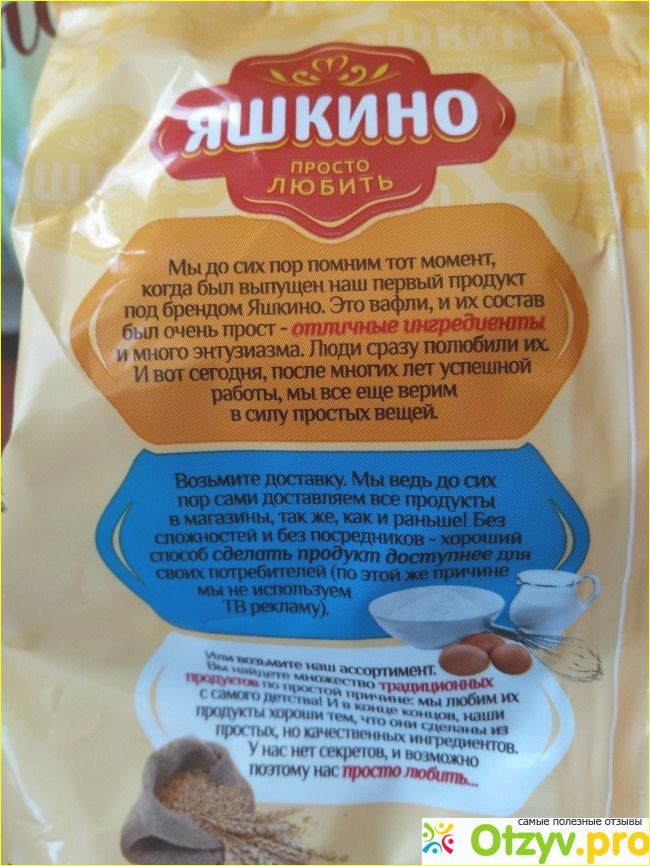 ЯШКИНО
ПРОСТО
ЛЮБИТЬ
Мы до сих пор помним тот момент,
когда был выпущен наш первый продукт
под брендом Яшкино. Это вафли, и их состав
был очень прост - отличные ингредиенты
и много энтузиазма. Люди сразу полюбили их.
И вот сегодня, после многих лет успешной
работы, мы все еще верим
в силу простых вещей.
Возьмите доставку. Мы ведь до сих
пор сами доставляем все продукты
в магазины, так же, как и раньше! Без
сложностей и без посредников - хороший
способ сделать продукт доступнее для
своих потребителей (по этой же причине
мы не используем
ТВ рекламу).
Или возьмите наш ассортимент.
Вы найдете множество традиционных
продуктов по простой причине: мы любим их
с самого детства! И в конце концов, наши
продукты хороши тем, что они сделаны из
простых, но качественных ингредиентов.
У нас нет секретов, и возможно
поэтому нас просто любить...
самые полезные отзывы
Otzyv.pro